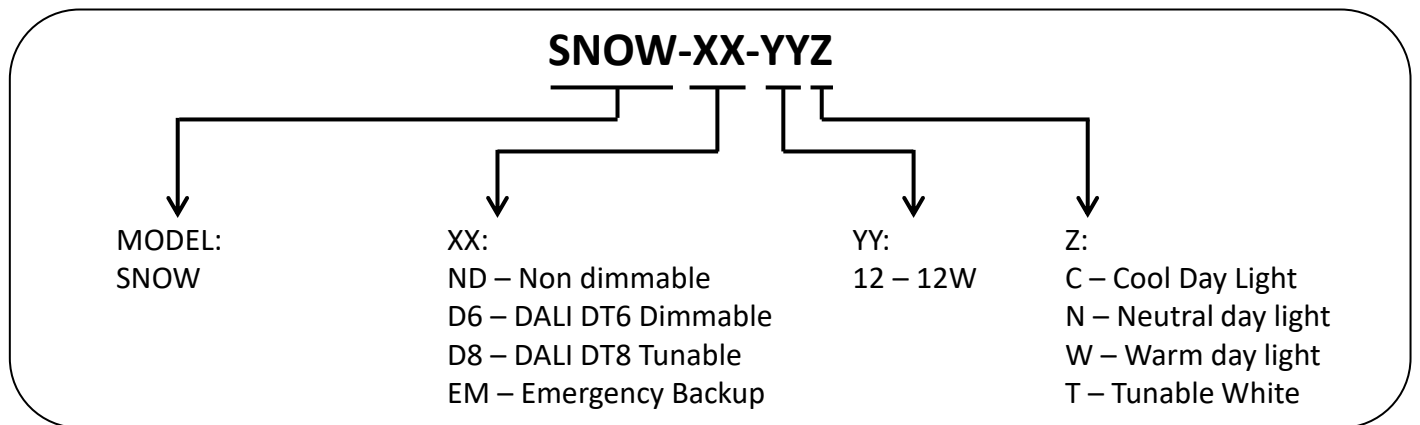 SNOW-XX-YYZ
MODEL:
SNOW
XX:
ND – Non dimmable
D6 – DALI DT6 Dimmable
D8 – DALI DT8 Tunable
EM – Emergency Backup
YY:
12 – 12W
Z:
C – Cool Day Light
N – Neutral day light
W – Warm day light
T – Tunable White